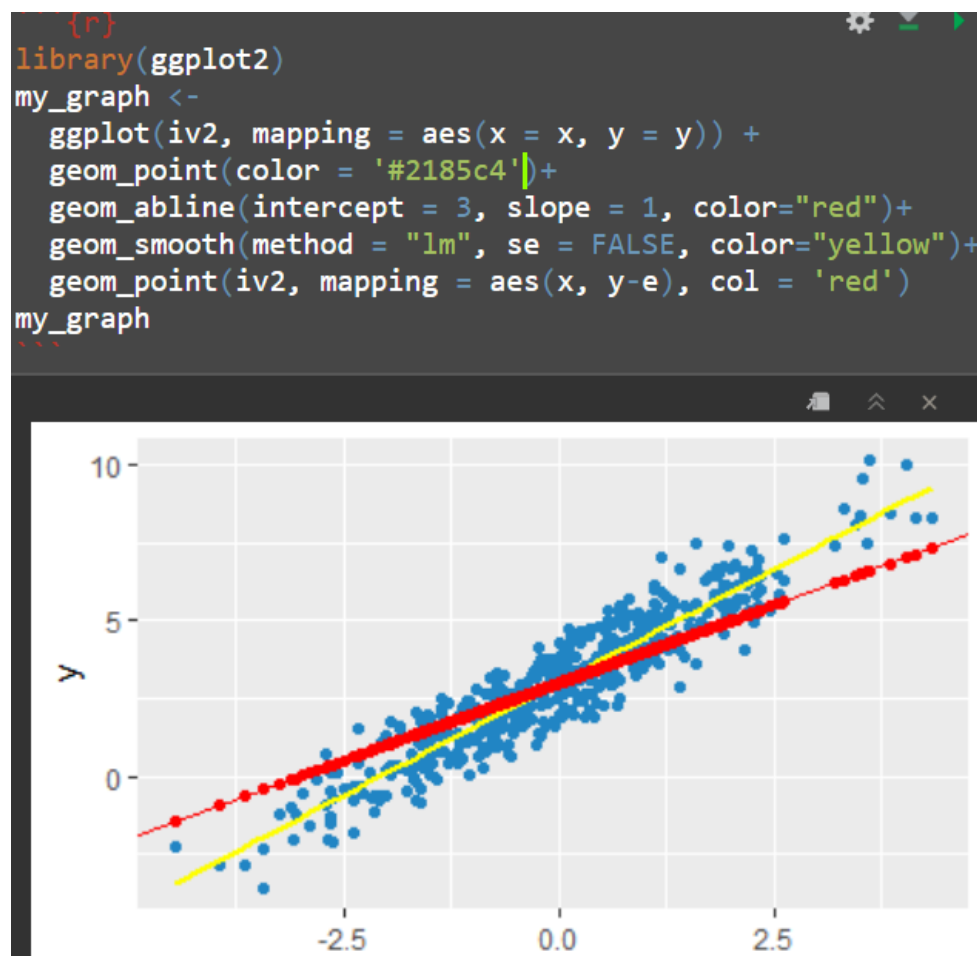 ```{r}
library(ggplot2)
my_graph <-
  ggplot(iv2, mapping = aes(x = x, y = y)) +
  geom_point(color = '#2185c4')+
  geom_abline(intercept = 3, slope = 1, color="red")+
  geom_smooth(method = "lm", se = FALSE, color="yellow")+
  geom_point(iv2, mapping = aes(x, y-e), col = 'red')
my_graph
```
10
5
y
0
-2.5 0.0 2.5